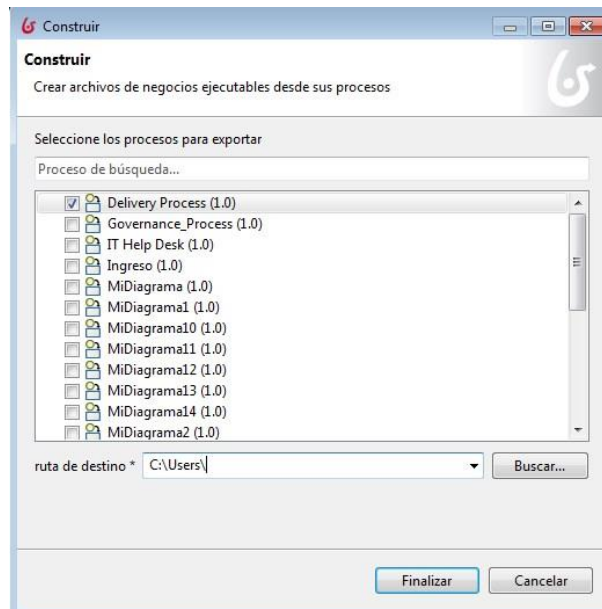 Construir
Construir
Crear archivos de negocios ejecutables desde sus procesos
Seleccione los procesos para exportar
Proceso de búsqueda...
Delivery Process (1.0)
Governance_Process (1.0)
IT Help Desk (1.0)
Ingreso (1.0)
MiDiagrama (1.0)
MiDiagrama1 (1.0)
MiDiagrama10 (1.0)
MiDiagrama11 (1.0)
MiDiagrama12 (1.0)
MiDiagrama13 (1.0)
MiDiagrama14 (1.0)
MiDiagrama2 (1.0)
ruta de destino * C:\Users\ Buscar...
Finalizar Cancelar